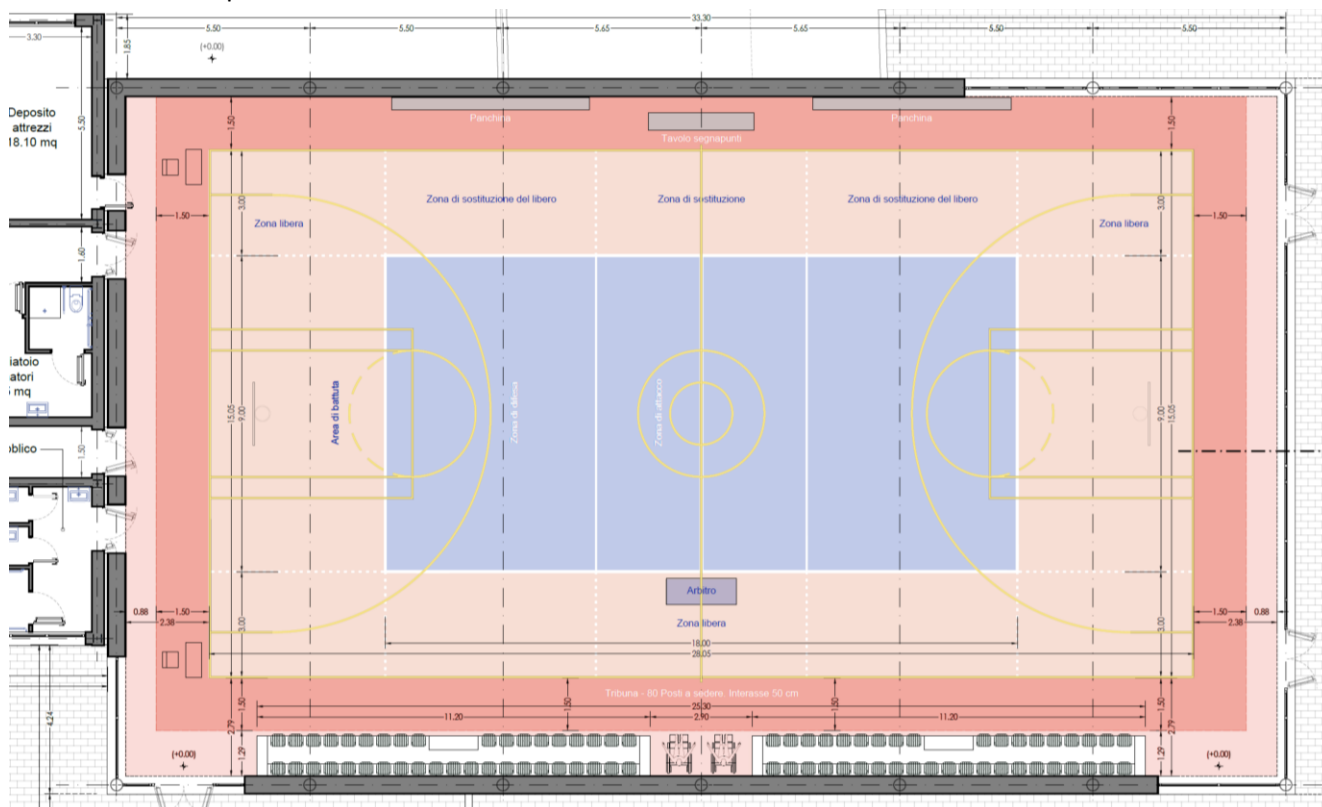 33.30
5.50
5.50
5.65
5.65
5.50
5.50
3.30
1.85
(+0.00)
Deposito
attrezzi
18.10 mq
5.50
1.50
Panchina
Tavolo segnapunti
Panchina
1.50
1.50
3.00
Zona di sostituzione del libero
Zona di sostituzione
Zona di sostituzione del libero
3.00
1.50
Zona libera
Zona libera
1.60
iatoio
atori
mq
15.05
9.00
Area di battuta
Zona di difesa
Zona di attacco
9.00
15.05
bblico
1.50
Arbitro
0.88
1.50
2.38
3.00
Zona libera
3.00
1.50
0.88
2.38
18.00
28.05
Tribuna - 80 Posti a sedere. Interasse 50 cm
25.30
11.20
2.90
11.20
1.50
1.50
1.50
1.50
2.79
2.79
1.29
1.29
4.24
(+0.00)
(+0.00)